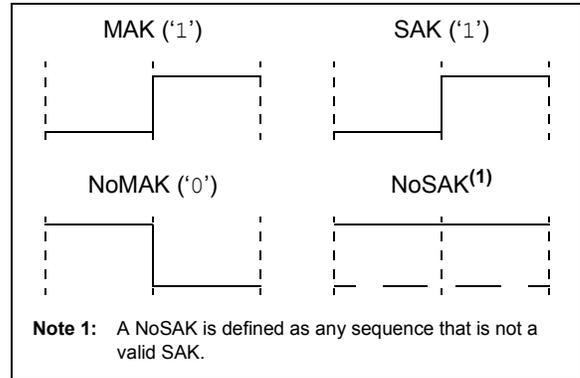 MAK (‘1’) SAK (‘1’)
NoMAK (‘0’) NoSAK(1)
Note 1: A NoSAK is defined as any sequence that is not a
valid SAK.